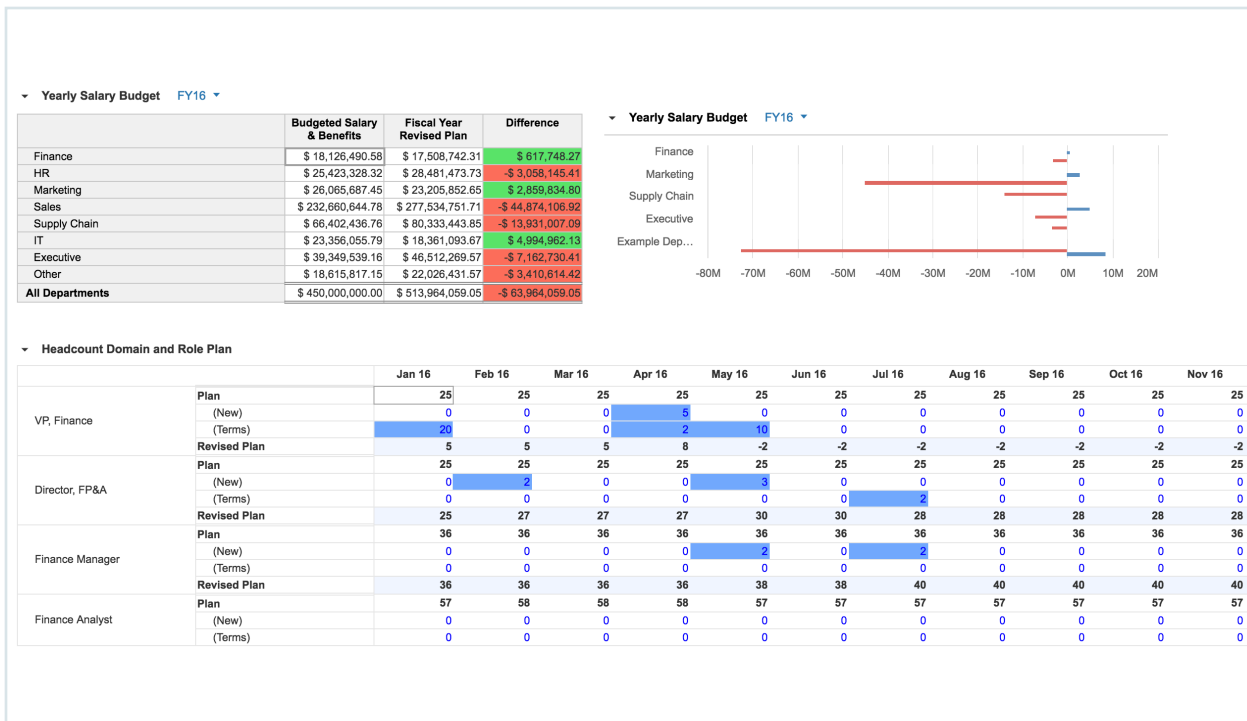 Yearly Salary Budget FY16
Budgeted Salary & Benefits Fiscal Year Revised Plan Difference
Finance $ 18,126,490.58 $ 17,508,742.31 $ 617,748.27
HR $ 25,423,328.32 $ 28,481,473.73 -$ 3,058,145.41
Marketing $ 26,065,687.45 $ 23,205,852.65 $ 2,859,834.80
Sales $ 232,660,644.78 $ 277,534,751.71 -$ 44,874,106.92
Supply Chain $ 66,402,436.76 $ 80,333,443.85 -$ 13,931,007.09
IT $ 23,356,055.79 $ 18,361,093.67 $ 4,994,962.13
Executive $ 39,349,539.16 $ 46,512,269.57 -$ 7,162,730.41
Other $ 18,615,817.15 $ 22,026,431.57 -$ 3,410,614.42
All Departments $ 450,000,000.00 $ 513,964,059.05 -$ 63,964,059.05
Yearly Salary Budget FY16
Finance
Marketing
Supply Chain
Executive
Example Dep...
-80M -70M -60M -50M -40M -30M -20M -10M 0M 10M 20M
Headcount Domain and Role Plan
Jan 16 Feb 16 Mar 16 Apr 16 May 16 Jun 16 Jul 16 Aug 16 Sep 16 Oct 16 Nov 16
VP, Finance
Plan 25 25 25 25 25 25 25 25 25 25 25
(New) 0 0 0 5 0 0 0 0 0 0 0
(Terms) 20 0 0 2 10 0 0 0 0 0 0
Revised Plan 5 5 5 8 -2 -2 -2 -2 -2 -2 -2
Director, FP&A
Plan 25 25 25 25 25 25 25 25 25 25 25
(New) 0 2 0 0 3 0 0 0 0 0 0
(Terms) 0 0 0 0 0 0 2 0 0 0 0
Revised Plan 25 27 27 27 30 30 28 28 28 28 28
Finance Manager
Plan 36 36 36 36 36 36 36 36 36 36 36
(New) 0 0 0 0 2 0 2 0 0 0 0
(Terms) 0 0 0 0 0 0 0 0 0 0 0
Revised Plan 36 36 36 36 38 38 40 40 40 40 40
Finance Analyst
Plan 57 58 58 58 57 57 57 57 57 57 57
(New) 0 0 0 0 0 0 0 0 0 0 0
(Terms) 0 0 0 0 0 0 0 0 0 0 0